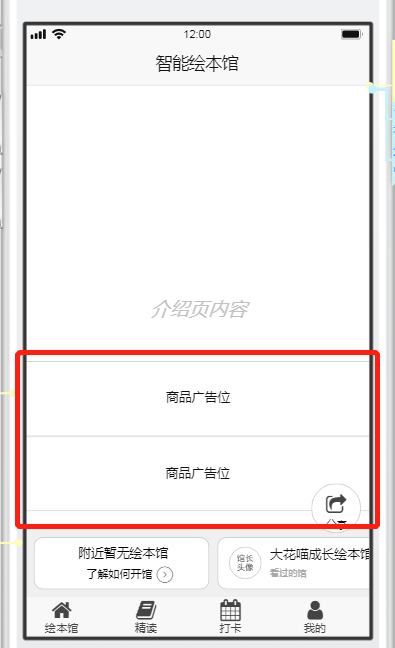 12:00
智能绘本馆
介绍页内容
商品广告位
商品广告位
分享
附近暂无绘本馆
了解如何开馆
馆长
头像
大花喵成长绘本馆
看过的馆
绘本馆
精读
打卡
我的